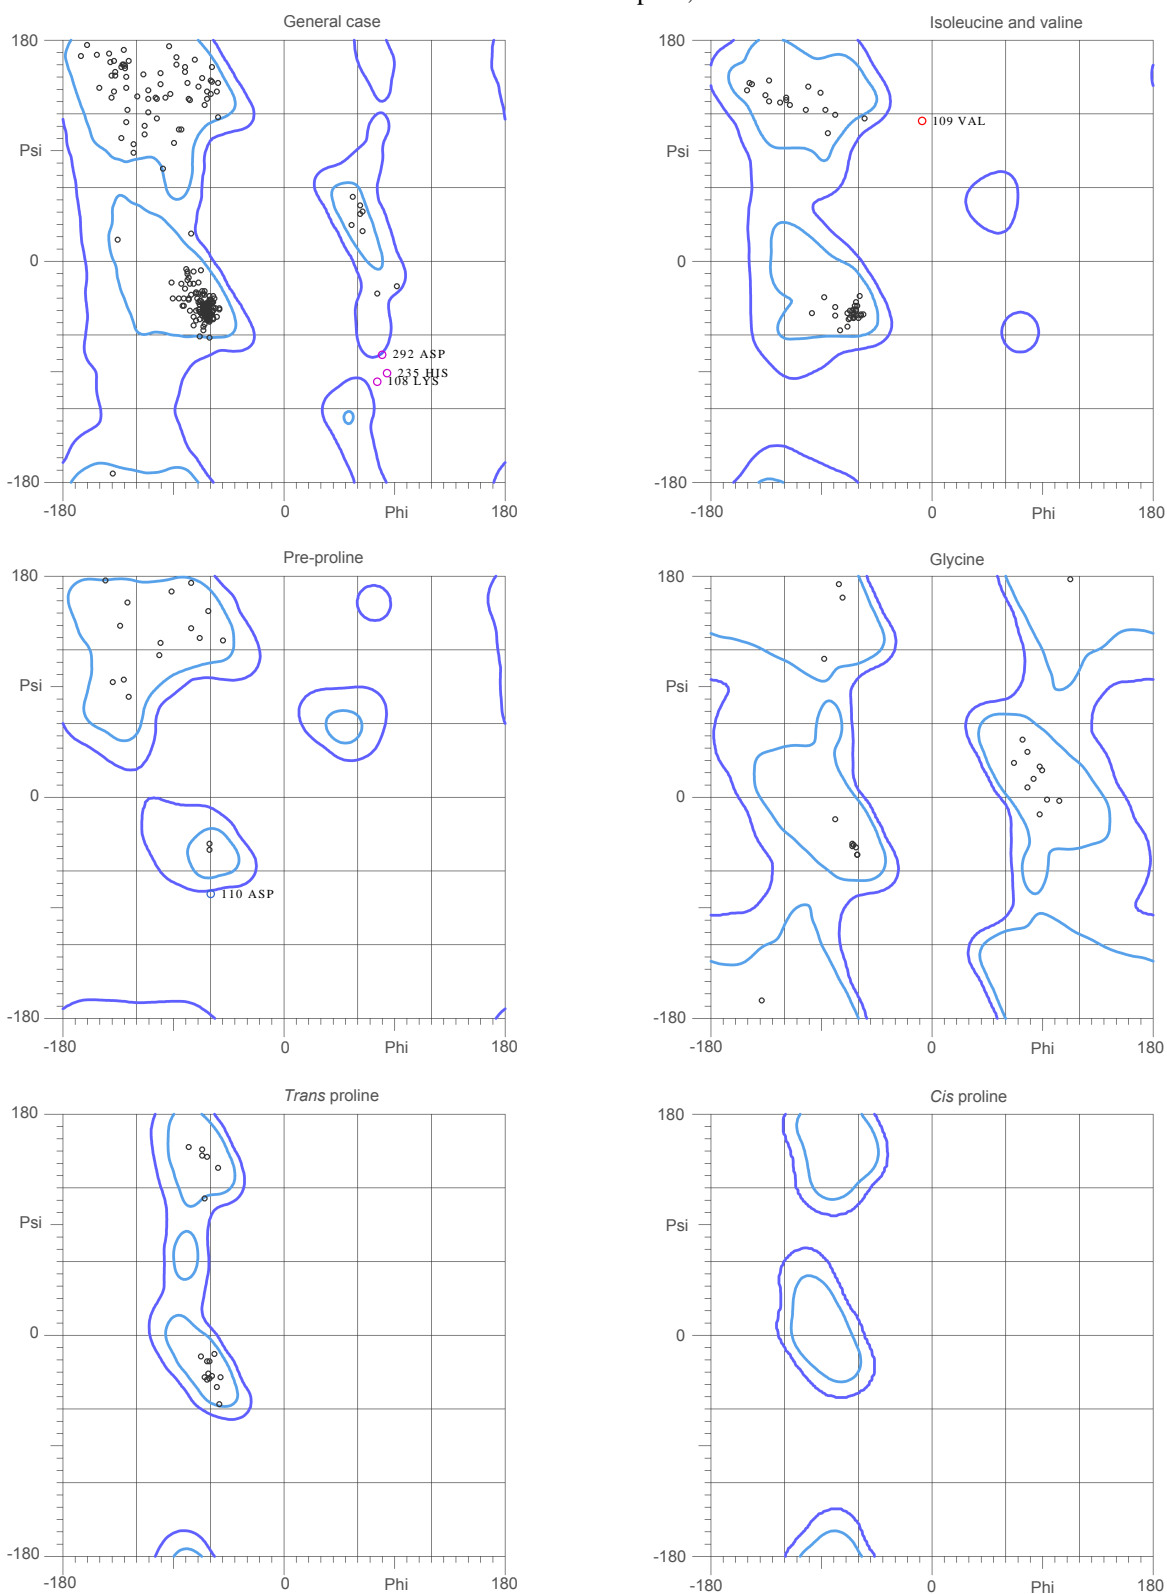 General case
180
Psi
0
-180
-180
0
Phi
180
292 ASP
235 HIS
108 LYS
Isoleucine and valine
180
Psi
0
-180
-180
0
Phi
180
109 VAL
Pre-proline
180
Psi
0
-180
-180
0
Phi
180
110 ASP
Glycine
180
Psi
0
-180
-180
0
Phi
180
Trans proline
180
Psi
0
-180
-180
0
Phi
180
Cis proline
180
Psi
0
-180
-180
0
Phi
180